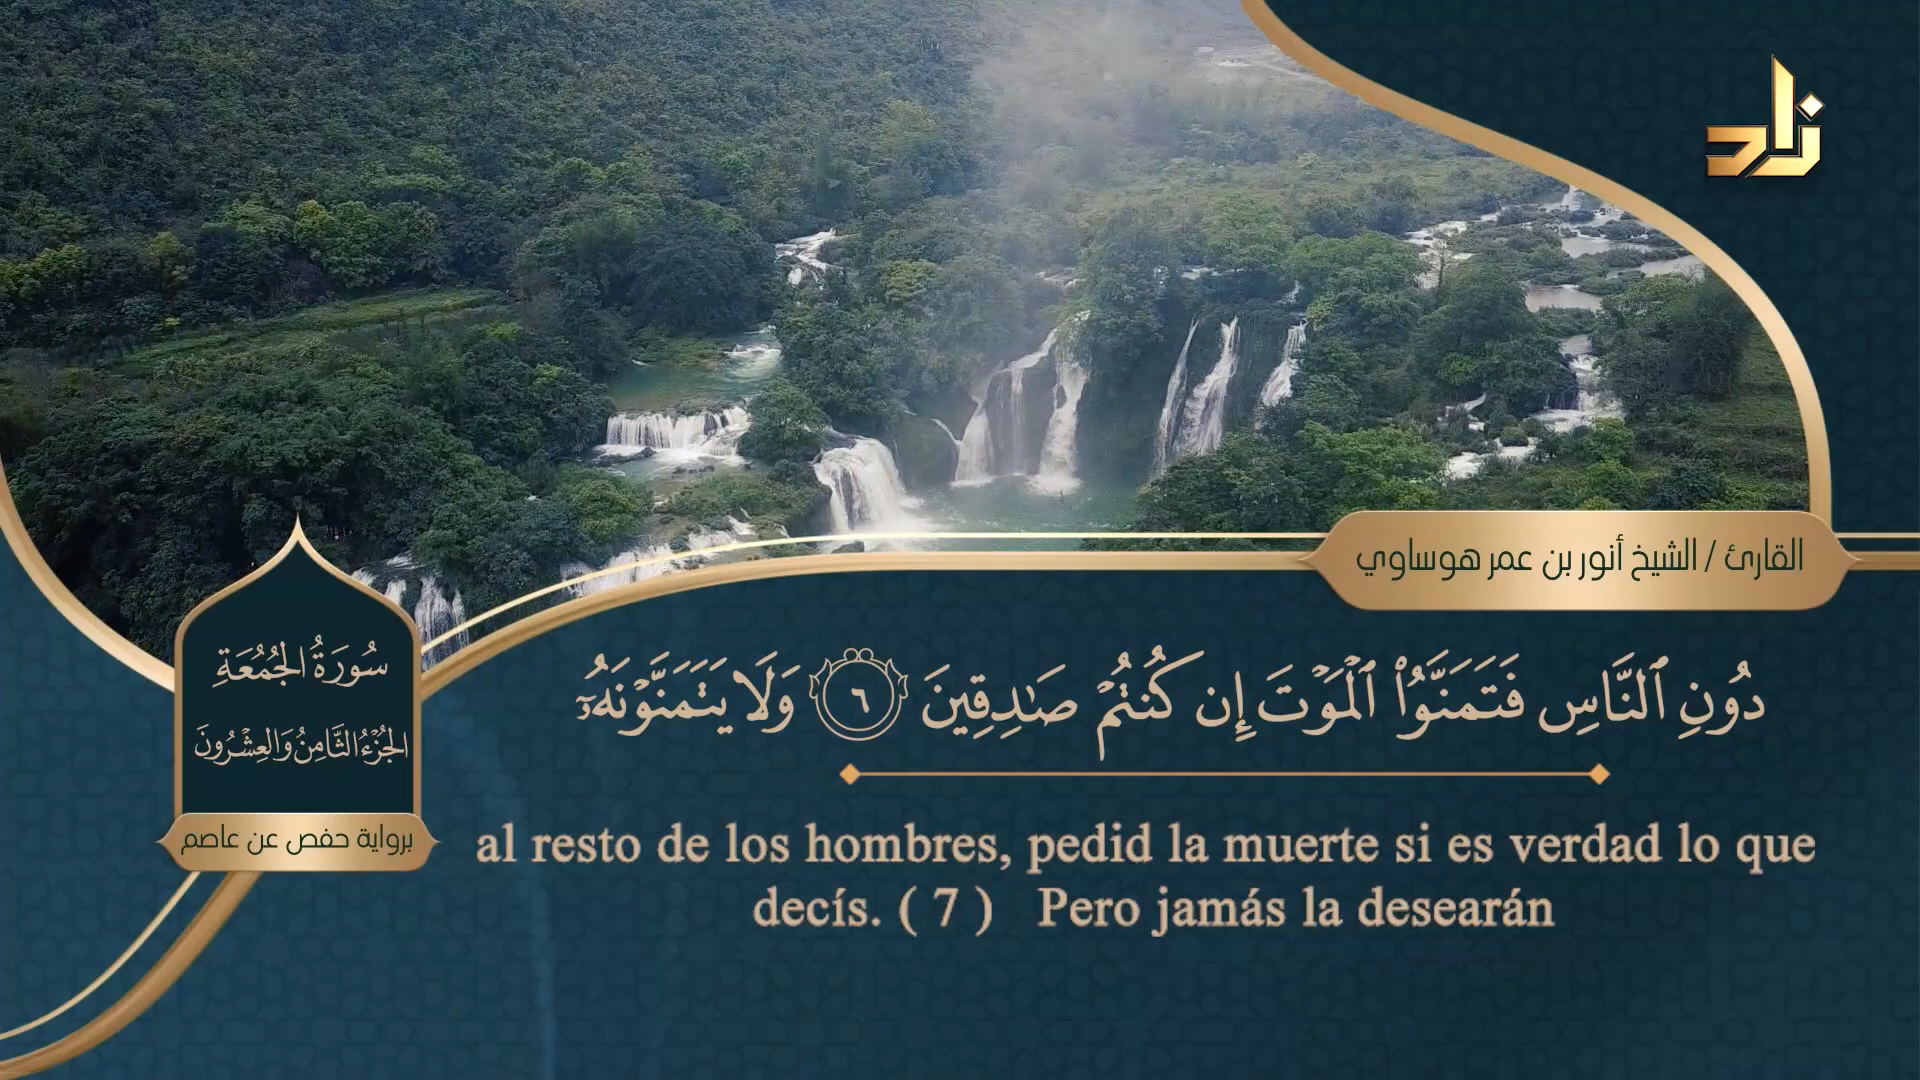 زاد
القارئ / الشيخ أنور بن عمر هوساوي
سُورَةُ الجُمُعَةِ
الجُزْءُ الثَّامِنُ وَالعِشْرُونَ
برواية حفص عن عاصم
دُونِ ٱلنَّاسِ فَتَمَنَّوُا۟ ٱلْمَوْتَ إِن كُنتُمْ صَـٰدِقِينَ ٦ وَلَا يَتَمَنَّوْنَهُۥٓ
al resto de los hombres, pedid la muerte si es verdad lo que
decís. ( 7 ) Pero jamás la desearán